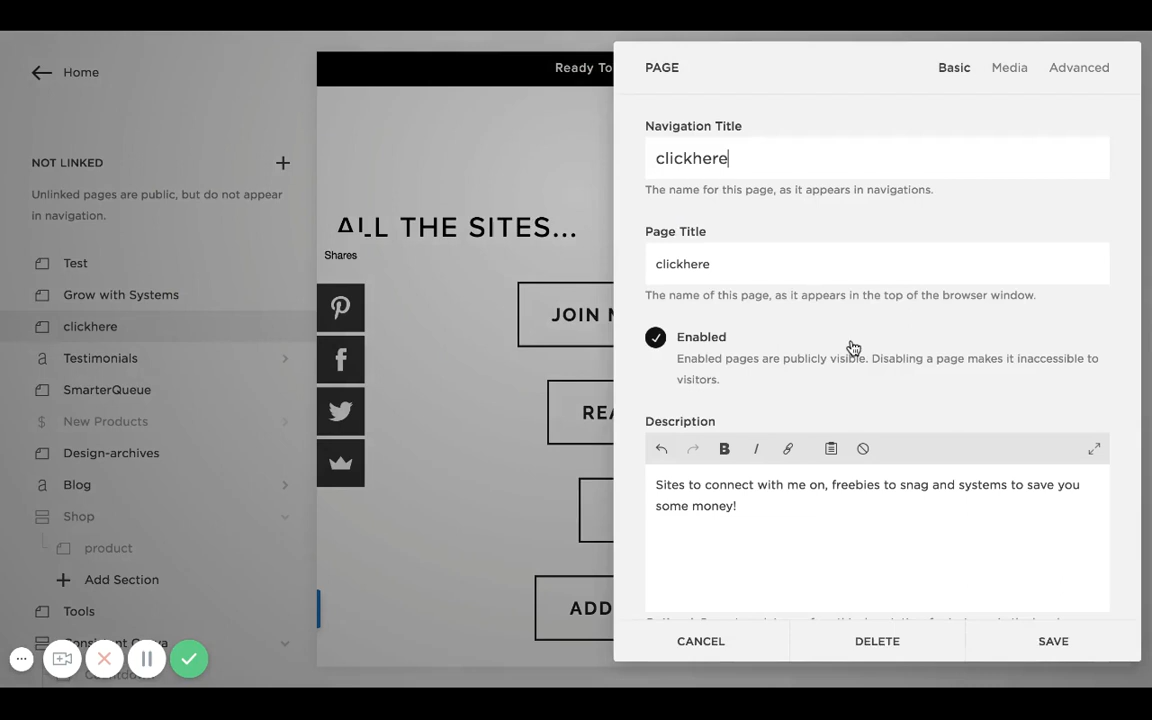 Home
NOT LINKED
Unlinked pages are public, but do not appear
in navigation.
Test
Grow with Systems
clickhere
Testimonials
SmarterQueue
New Products
Design-archives
Blog
Shop
product
Add Section
Tools
Ready To
ALL THE SITES...
Shares
JOIN
ADD
PAGE
Basic
Media
Advanced
Navigation Title
clickhere
The name for this page, as it appears in navigations.
Page Title
clickhere
The name of this page, as it appears in the top of the browser window.
Enabled
Enabled pages are publicly visible. Disabling a page makes it inaccessible to
visitors.
Description
B I
Sites to connect with me on, freebies to snag and systems to save you
some money!
CANCEL
DELETE
SAVE